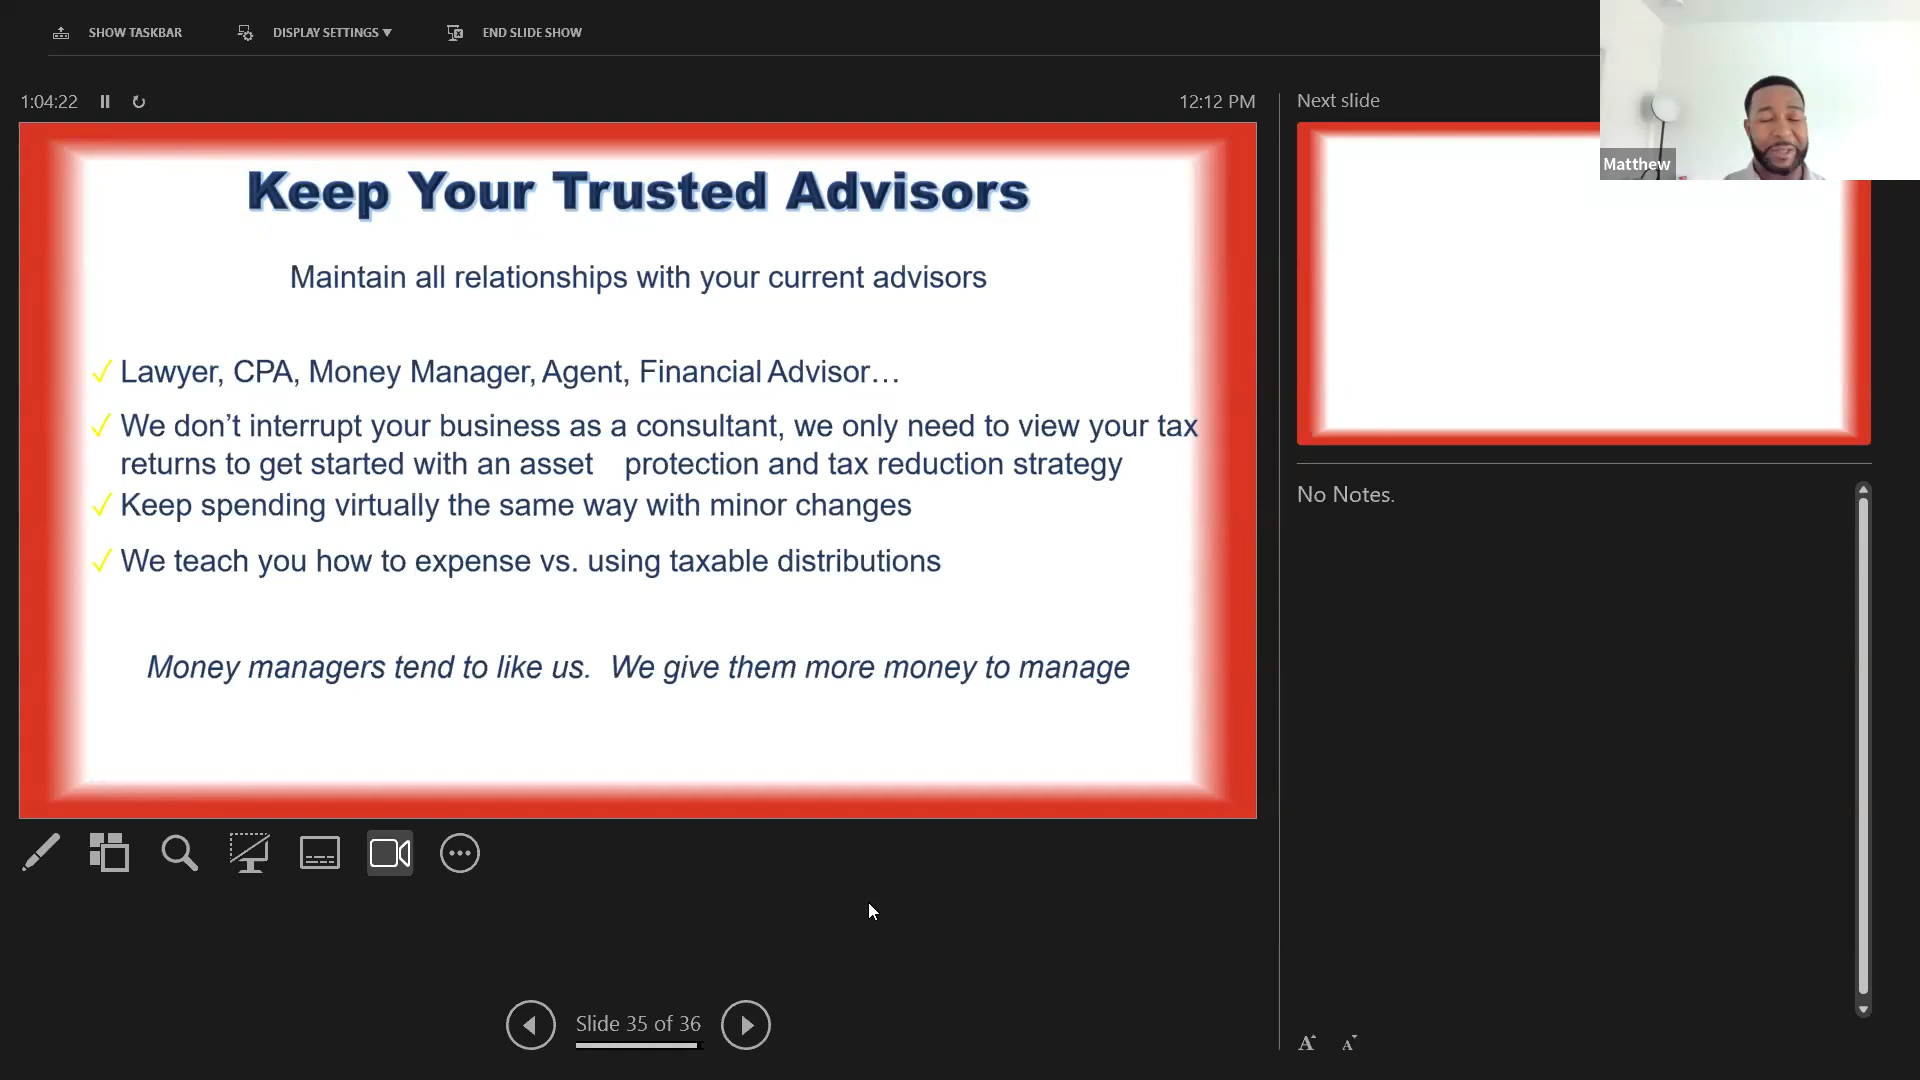 SHOW TASKBAR
DISPLAY SETTINGS ▼
END SLIDE SHOW
1:04:22
12:12 PM
Next slide
Matthew
Keep Your Trusted Advisors
Maintain all relationships with your current advisors
✓ Lawyer, CPA, Money Manager, Agent, Financial Advisor…
✓ We don’t interrupt your business as a consultant, we only need to view your tax
returns to get started with an asset protection and tax reduction strategy
✓ Keep spending virtually the same way with minor changes
✓ We teach you how to expense vs. using taxable distributions
Money managers tend to like us. We give them more money to manage
No Notes.
Slide 35 of 36
A A